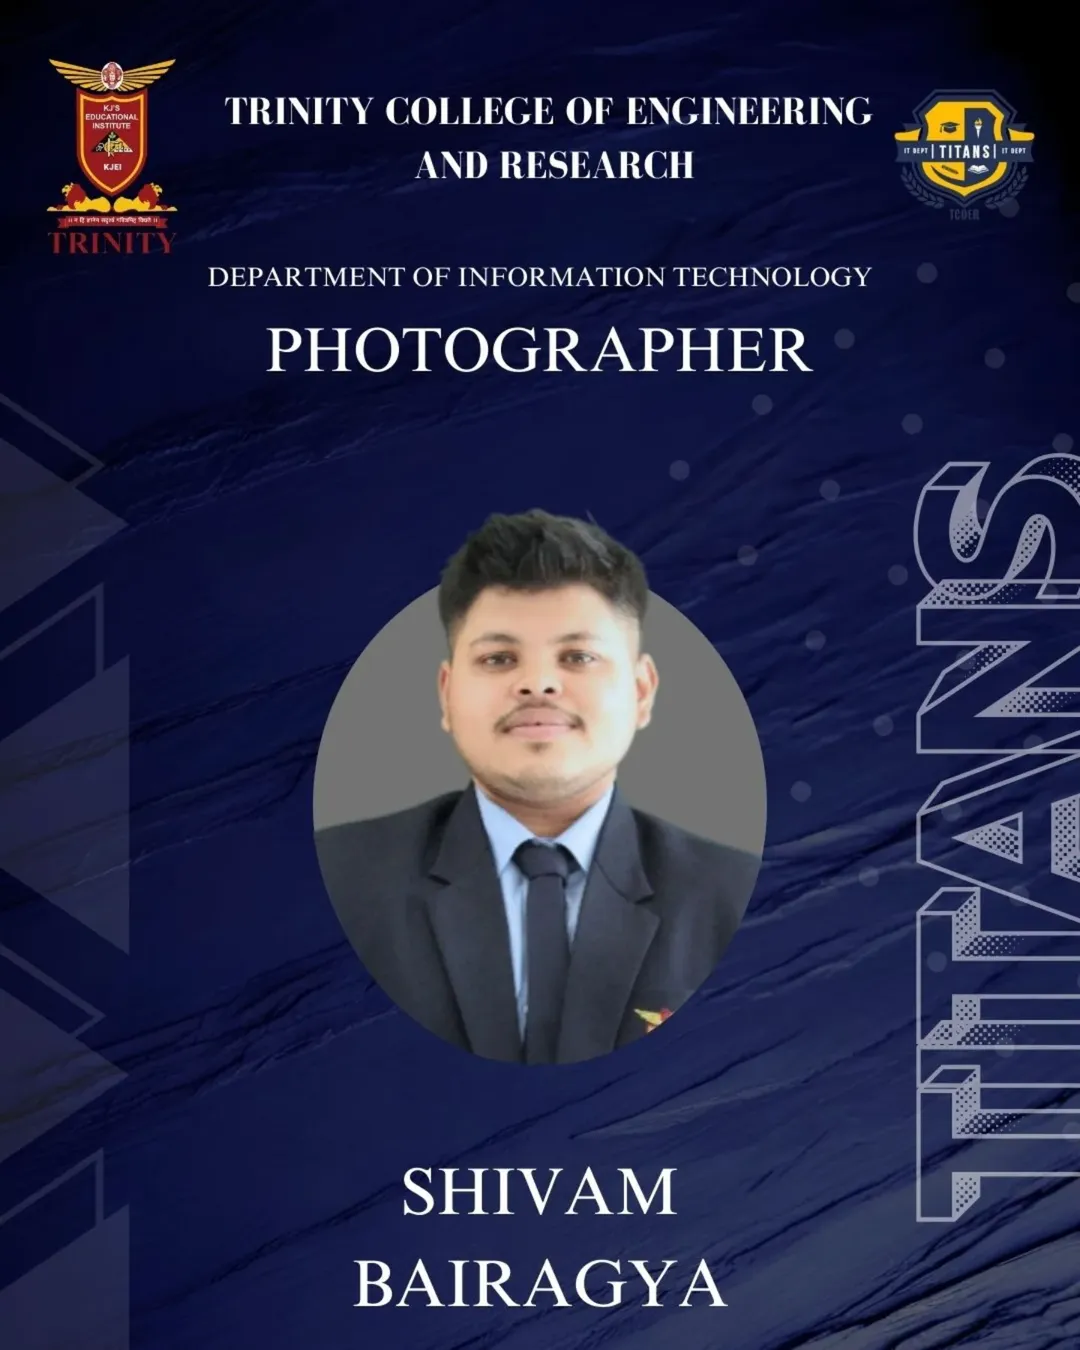 KJ'S
EDUCATIONAL
INSTITUTE
KJEI
TRINITY
TRINITY COLLEGE OF ENGINEERING
AND RESEARCH
IT DEPT |TITANS| IT DEPT
TCOER
DEPARTMENT OF INFORMATION TECHNOLOGY
PHOTOGRAPHER
TITANS
SHIVAM
BAIRAGYA